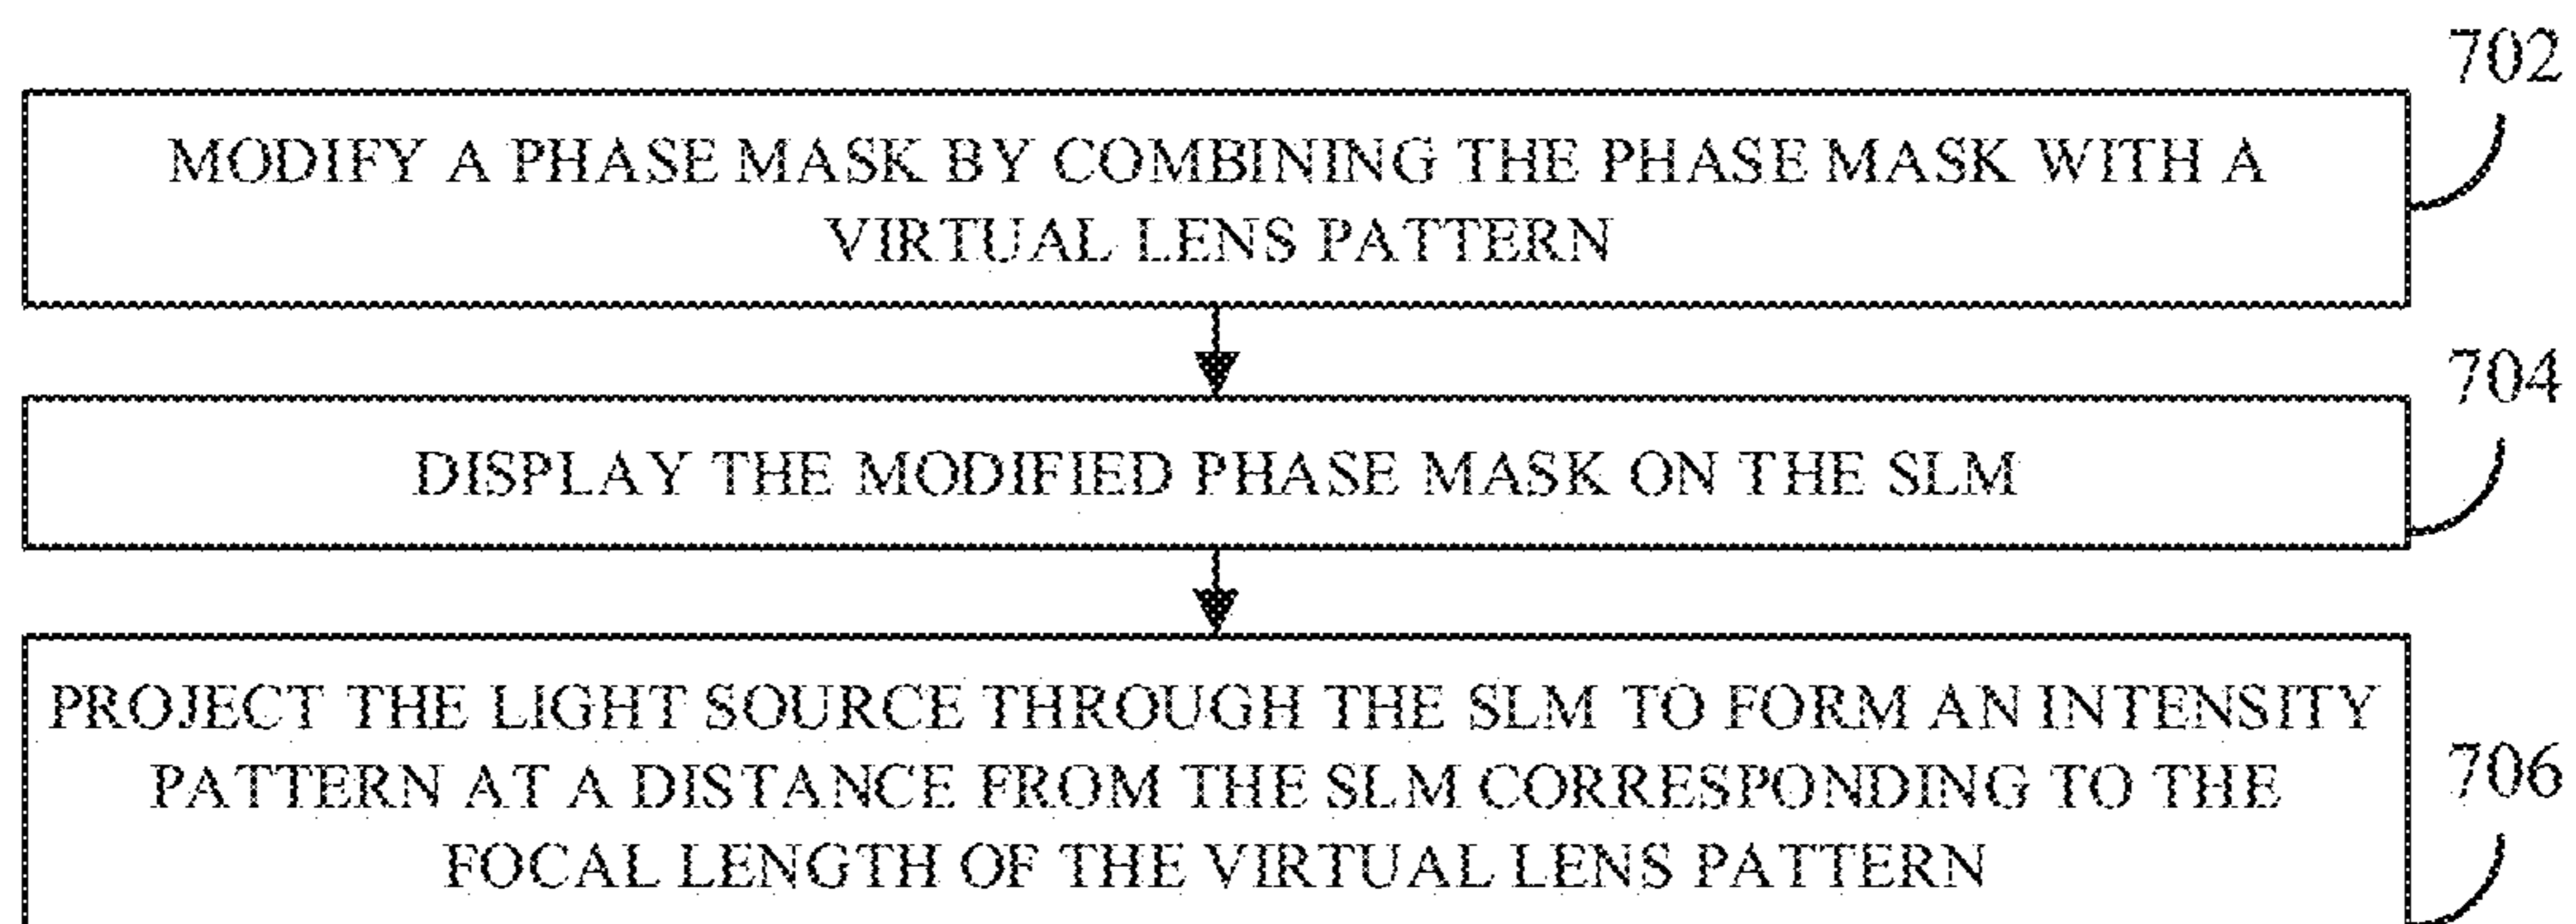 702
MODIFY A PHASE MASK BY COMBINING THE PHASE MASK WITH A
VIRTUAL LENS PATTERN
704
DISPLAY THE MODIFIED PHASE MASK ON THE SLM
PROJECT THE LIGHT SOURCE THROUGH THE SLM TO FORM AN INTENSITY
PATTERN AT A DISTANCE FROM THE SLM CORRESPONDING TO THE
706
FOCAL LENGTH OF THE VIRTUAL LENS PATTERN